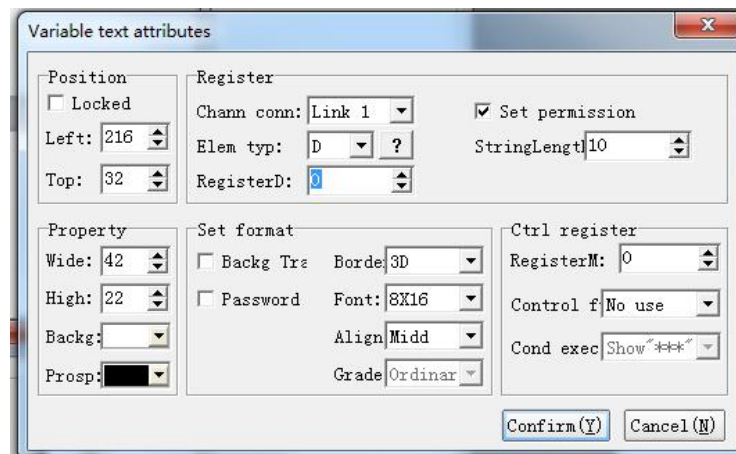 Variable text attributes
Position
Locked
Left: 216
Top: 32
Register
Chann conn: Link 1
Elem typ: D ?
RegisterD: 0
Set permission
StringLengtl 10
Property
Wide: 42
High: 22
Backg:
Prosp:
Set format
Backg Tra
Password
Borde: 3D
Font: 8X16
Align Midd
Grade Ordinar
Ctrl register
RegisterM: 0
Control f No use
Cond exec Show"***"
Confirm(Y) Cancel(N)